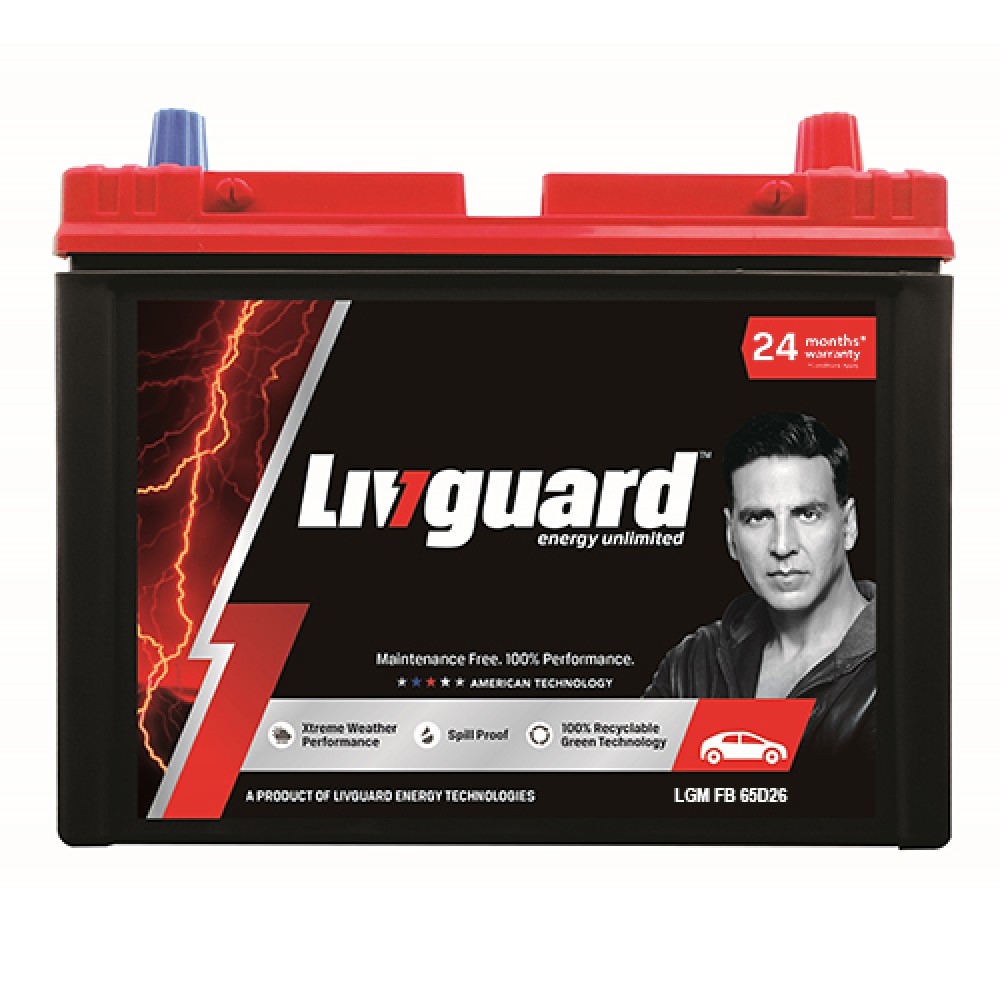 24 months*
warranty
Livguard™
energy unlimited
Maintenance Free. 100% Performance.
AMERICAN TECHNOLOGY
Xtreme Weather
Performance
Spill Proof
100% Recyclable
Green Technology
A PRODUCT OF LIVGUARD ENERGY TECHNOLOGIES
LGM FB 65D26